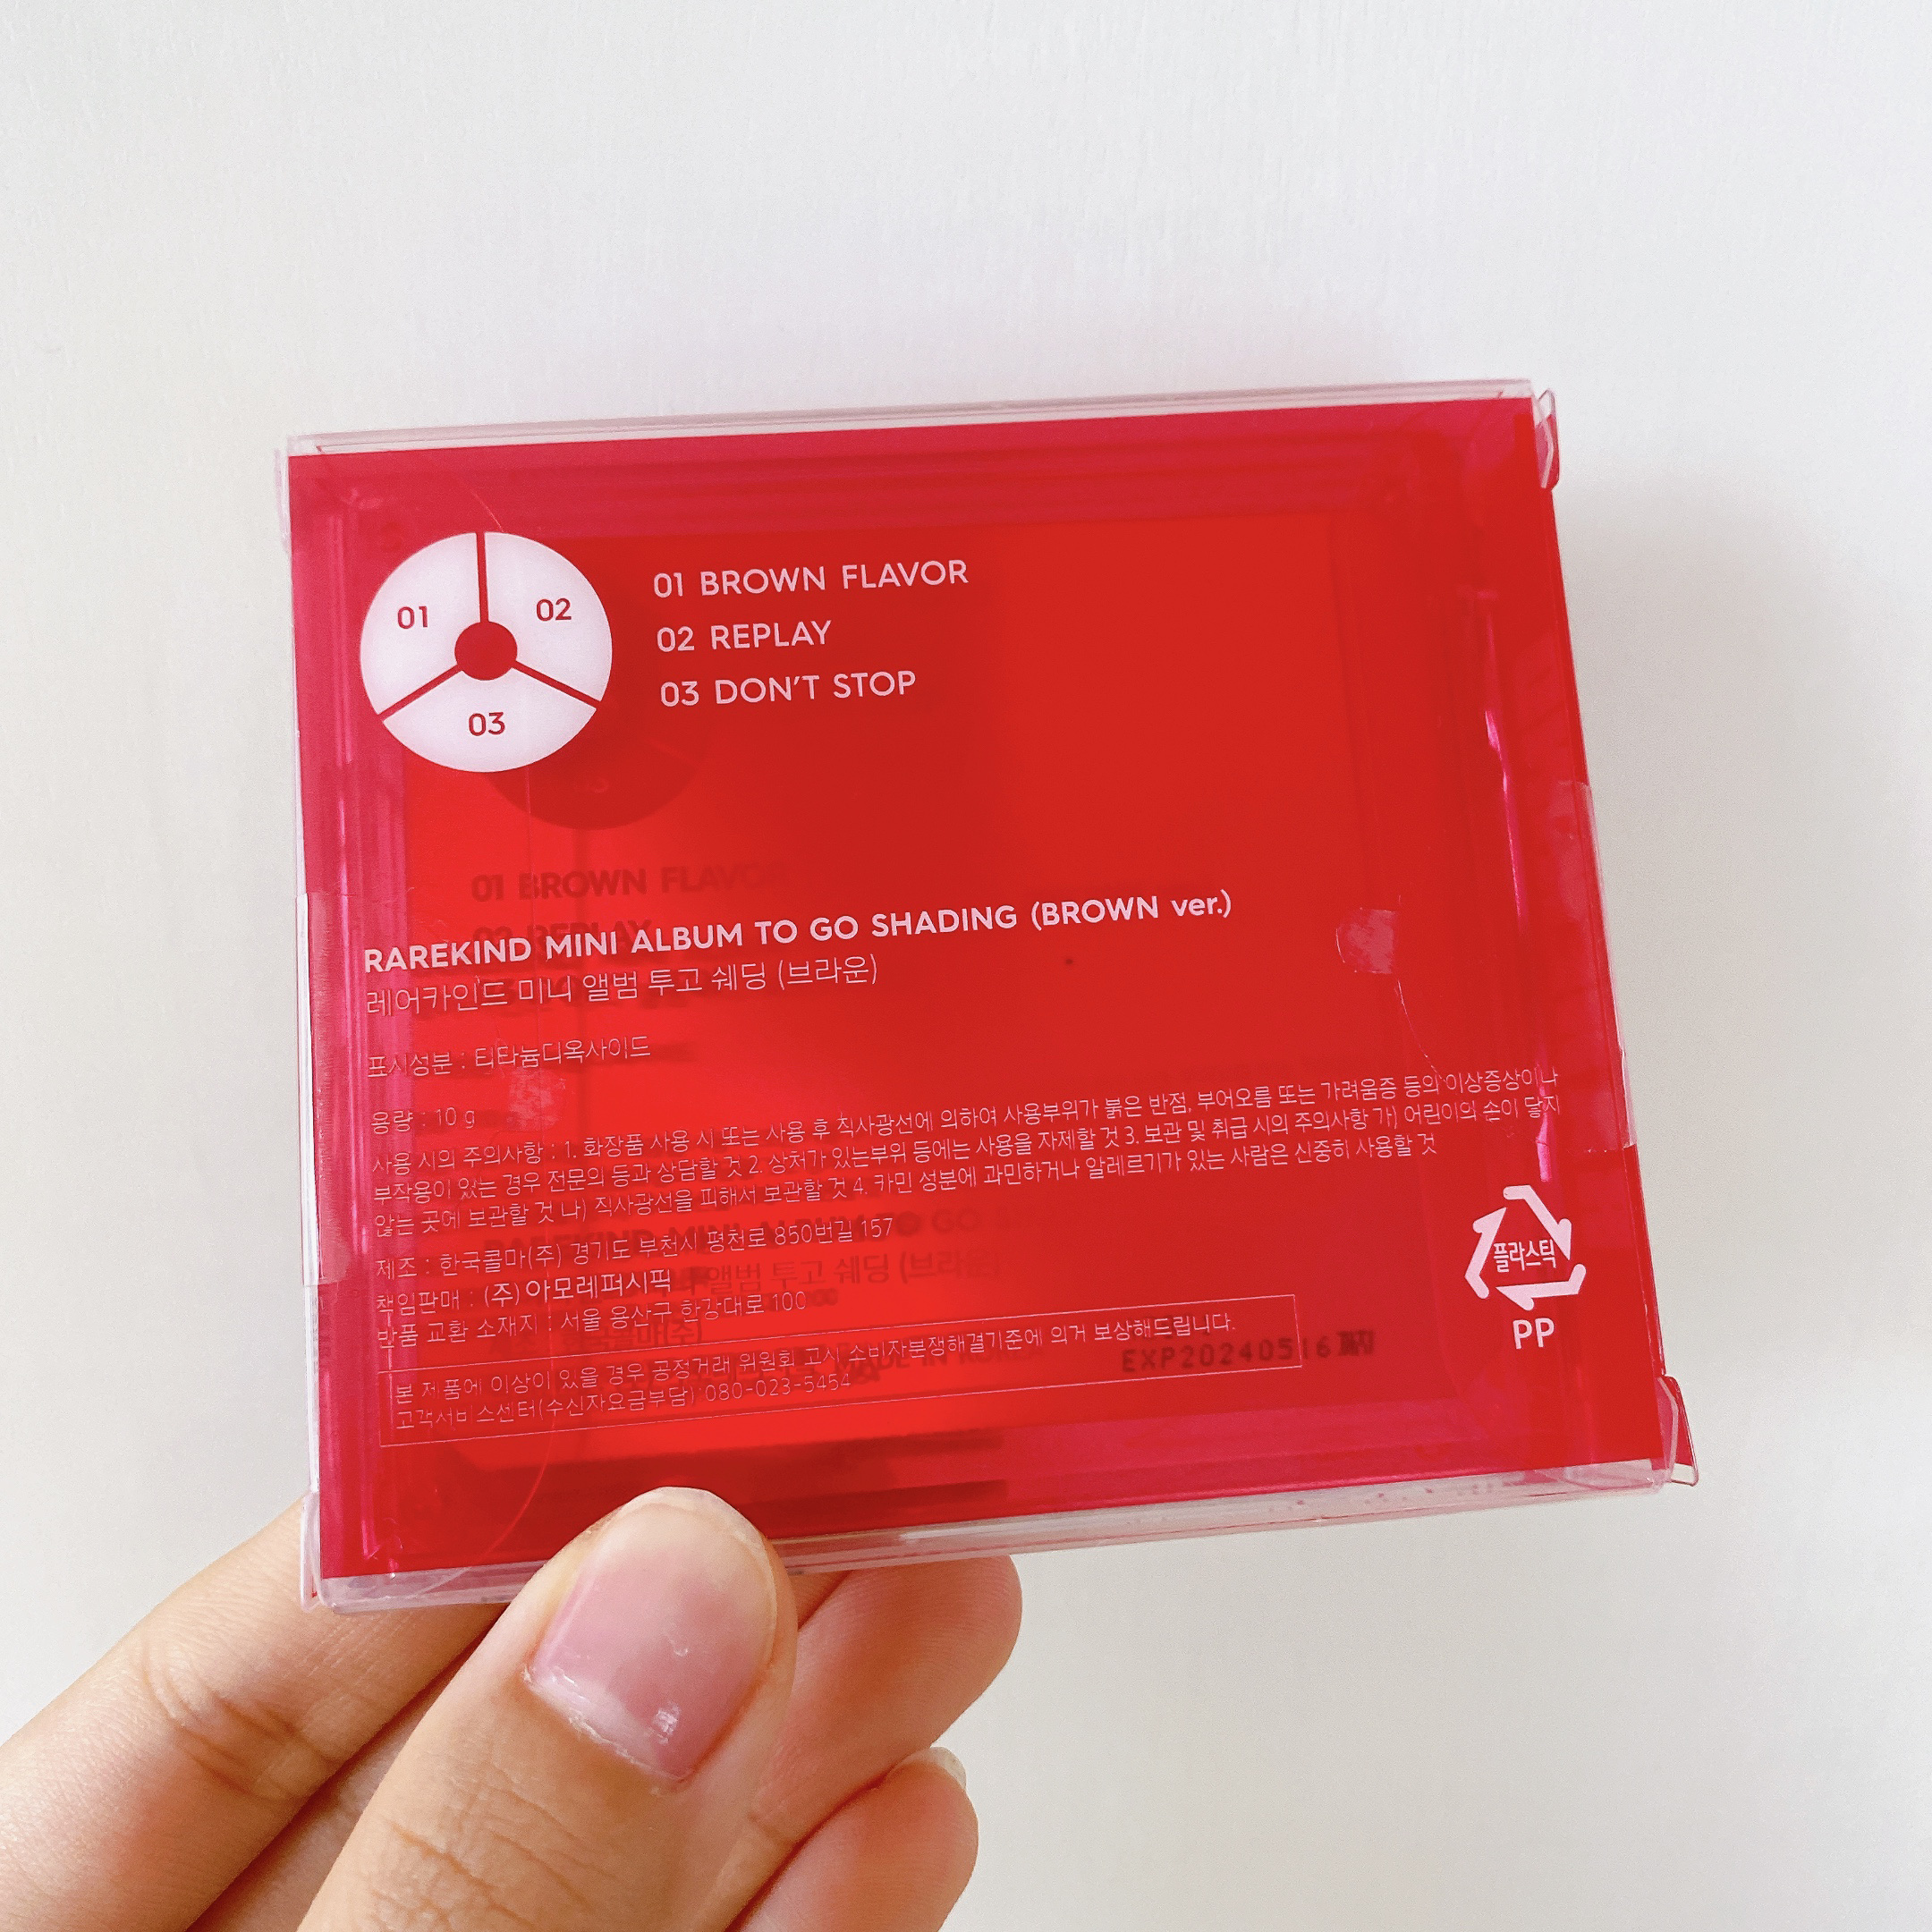 01
02
03
01 BROWN FLAVOR
02 REPLAY
03 DON'T STOP
01 BROWN FLAVOR
RAREKIND MINI ALBUM TO GO SHADING (BROWN ver.)
레어카인드 미니 앨범 투고 쉐딩 (브라운)
표시성분 : 티타늄디옥사이드
용량 : 10 g
사용 시의 주의사항 : 1. 화장품 사용 시 또는 사용 후 직사광선에 의하여 사용부위가 붉은 반점, 부어오름 또는 가려움증 등의 이상증상이나
부작용이 있는 경우 전문의 등과 상담할 것 2. 상처가 있는부위 등에는 사용을 자제할 것 3. 보관 및 취급 시의 주의사항 가) 어린이의 손이 닿지
않는 곳에 보관할 것 나) 직사광선을 피해서 보관할 것 4. 카민 성분에 과민하거나 알레르기가 있는 사람은 신중히 사용할 것
제조 : 한국콜마(주) 경기도 부천시 평천로 850번길 157
책임판매 : (주) 아모레퍼시픽
반품 교환 소재지 : 서울 용산구 한강대로 100
본 제품에 이상이 있을 경우 공정거래 위원회 고시 소비자분쟁해결기준에 의거 보상해드립니다.
고객서비스센터(수신자요금부담) 080-023-5454
EXP20240516
플라스틱
PP